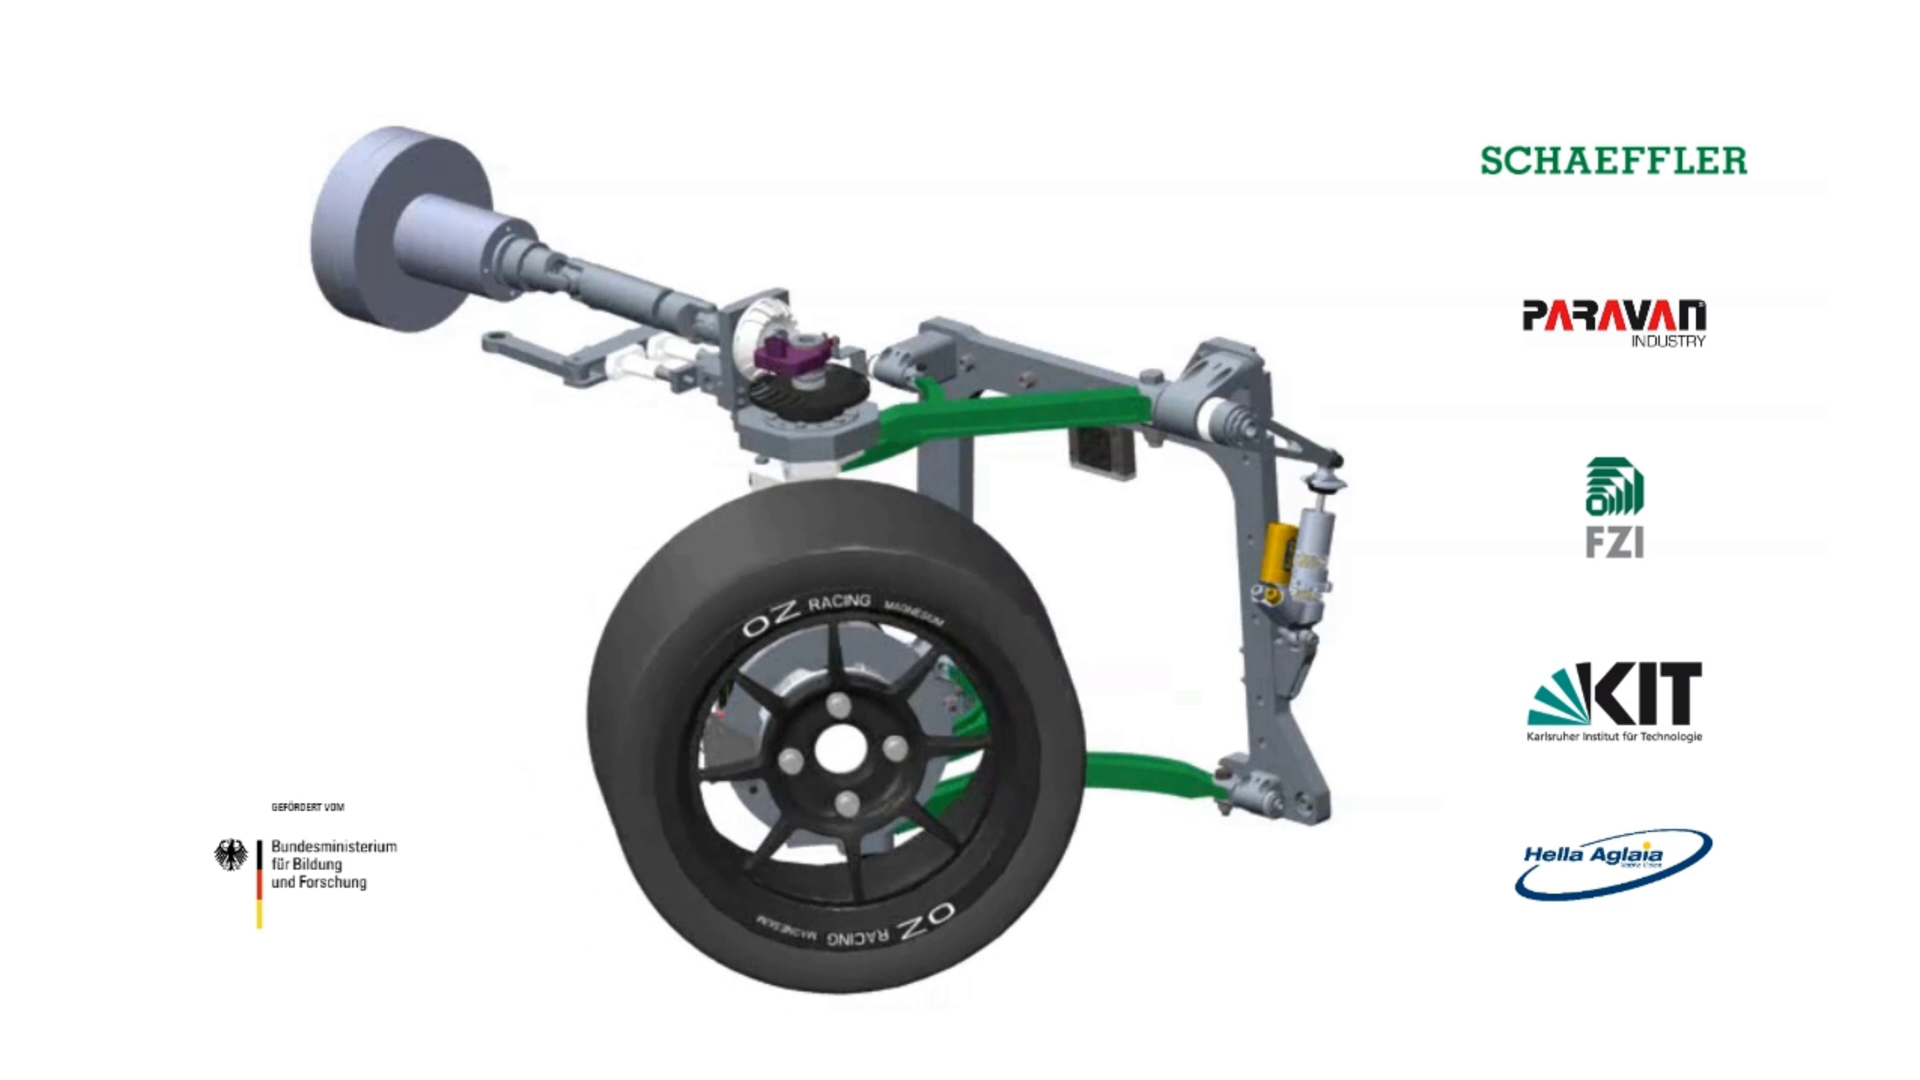 SCHAEFFLER
PARAVAN
INDUSTRY
FZI
OZ RACING MAGNESIUM
KIT
Karlsruher Institut für Technologie
GEFÖRDERT VOM
Bundesministerium
für Bildung
und Forschung
Hella Aglaia
OZ RACING MAGNESIUM